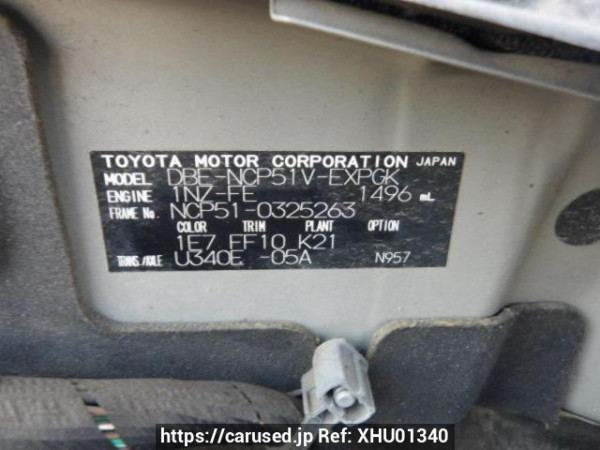 TOYOTA MOTOR CORPORATION JAPAN
MODEL DBE-NCP51V-EXPGK
ENGINE 1NZ-FE 1496 mL
FRAME No. NCP51-0325263
COLOR TRIM PLANT OPTION
1E7 EF10 K21
TRANS./AXLE U340E -05A N957
https://carused.jp Ref: XHU01340